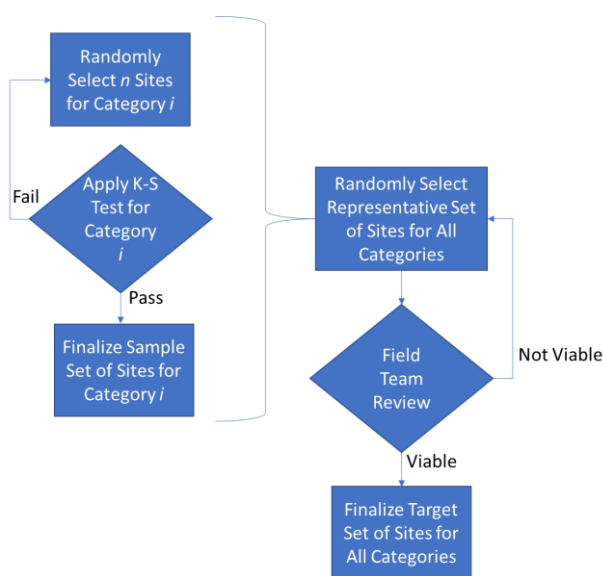 Randomly
Select n Sites
for Category i
Fail
Apply K-S
Test for
Category
i
Pass
Finalize Sample
Set of Sites for
Category i
Randomly Select
Representative Set
of Sites for All
Categories
Field
Team
Review
Not Viable
Viable
Finalize Target
Set of Sites for
All Categories